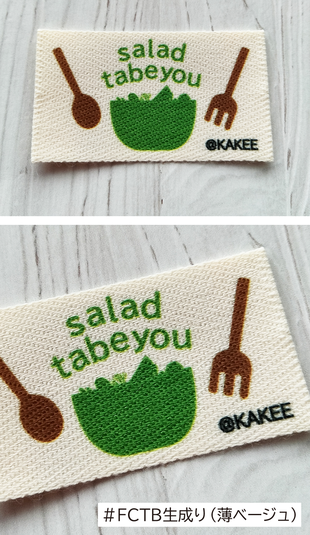 salad
tabeyou
@KAKEE
salad
tabeyou
@KAKEE
#FCTB生成り(薄ベージュ)